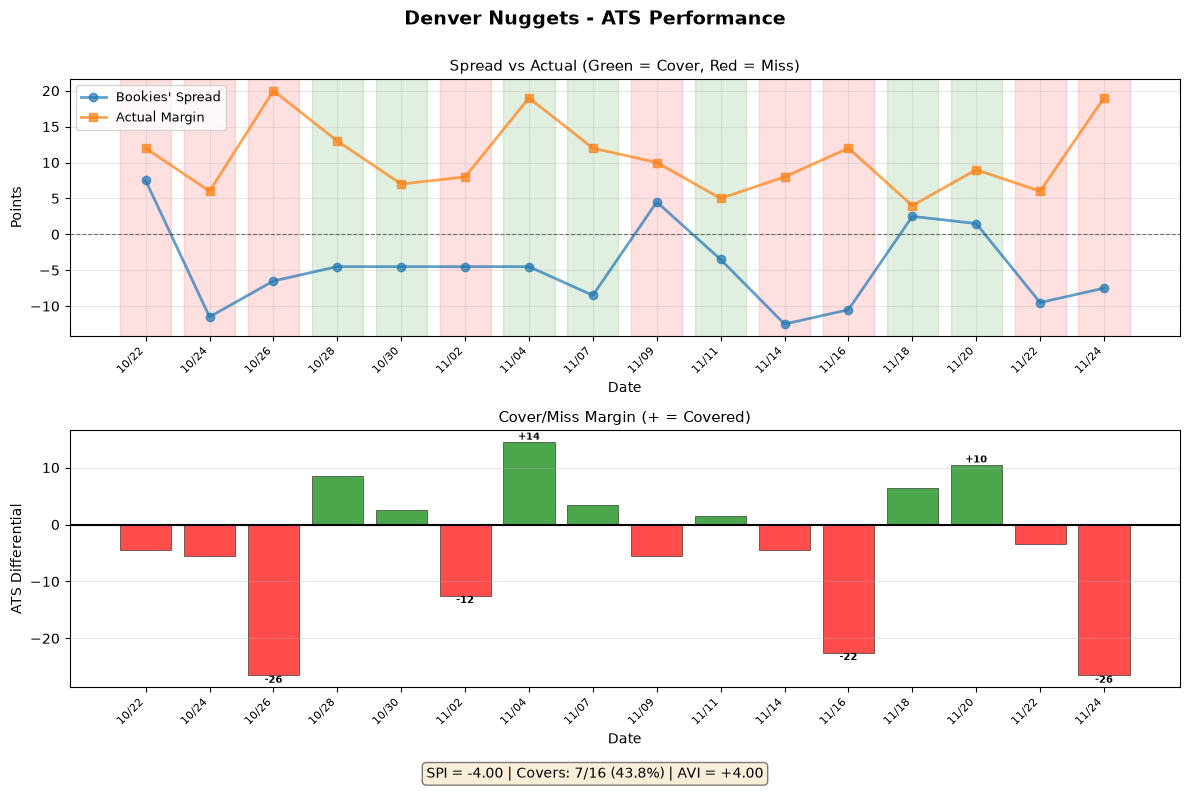 Denver Nuggets - ATS Performance
Spread vs Actual (Green = Cover, Red = Miss)
Bookies' Spread
Actual Margin
Points
20
15
10
5
0
−5
−10
10/22 10/24 10/26 10/28 10/30 11/02 11/04 11/07 11/09 11/11 11/14 11/16 11/18 11/20 11/22 11/24
Date
Cover/Miss Margin (+ = Covered)
ATS Differential
10
0
−10
−20
+14
+10
-12
-22
-26
-26
10/22 10/24 10/26 10/28 10/30 11/02 11/04 11/07 11/09 11/11 11/14 11/16 11/18 11/20 11/22 11/24
Date
SPI = -4.00 | Covers: 7/16 (43.8%) | AVI = +4.00